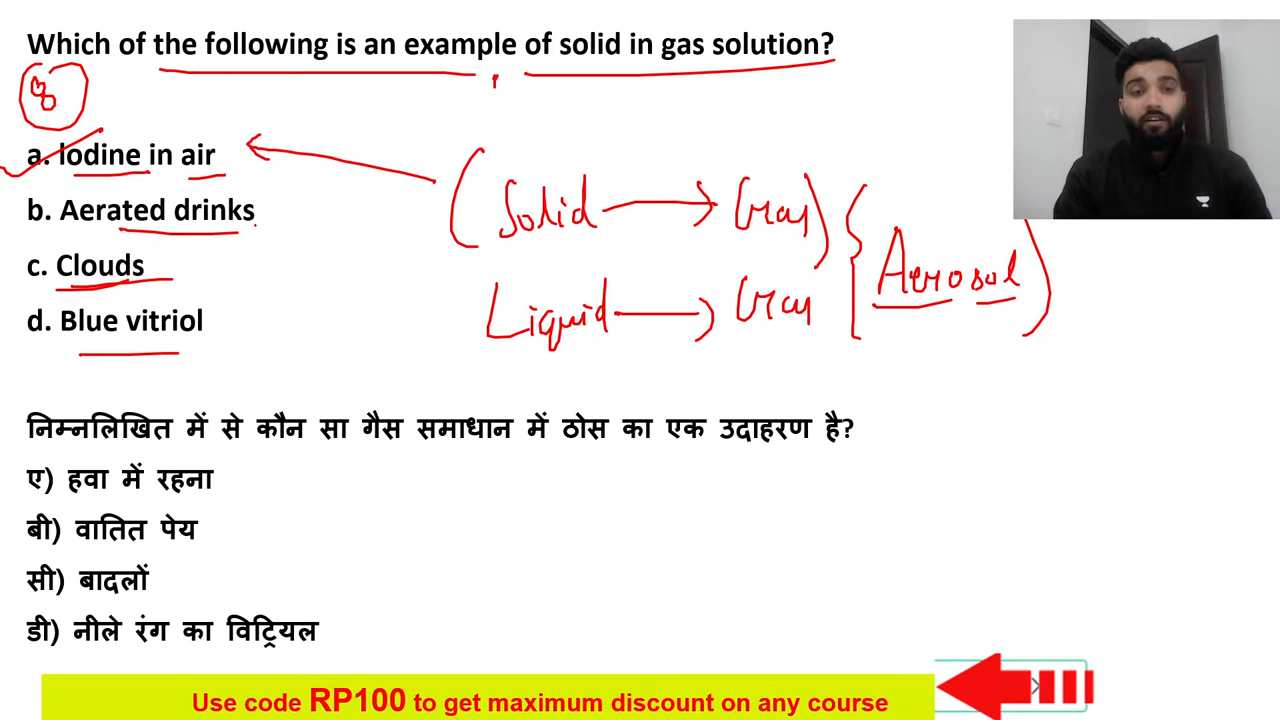 Which of the following is an example of solid in gas solution?
8
a. Iodine in air
b. Aerated drinks
c. Clouds
d. Blue vitriol
(Solid → Gas)
Liquid → Gas
{Aerosol)
निम्नलिखित में से कौन सा गैस समाधान में ठोस का एक उदाहरण है?
ए) हवा में रहना
बी) वातित पेय
सी) बादलों
डी) नीले रंग का विट्रियल
Use code RP100 to get maximum discount on any course